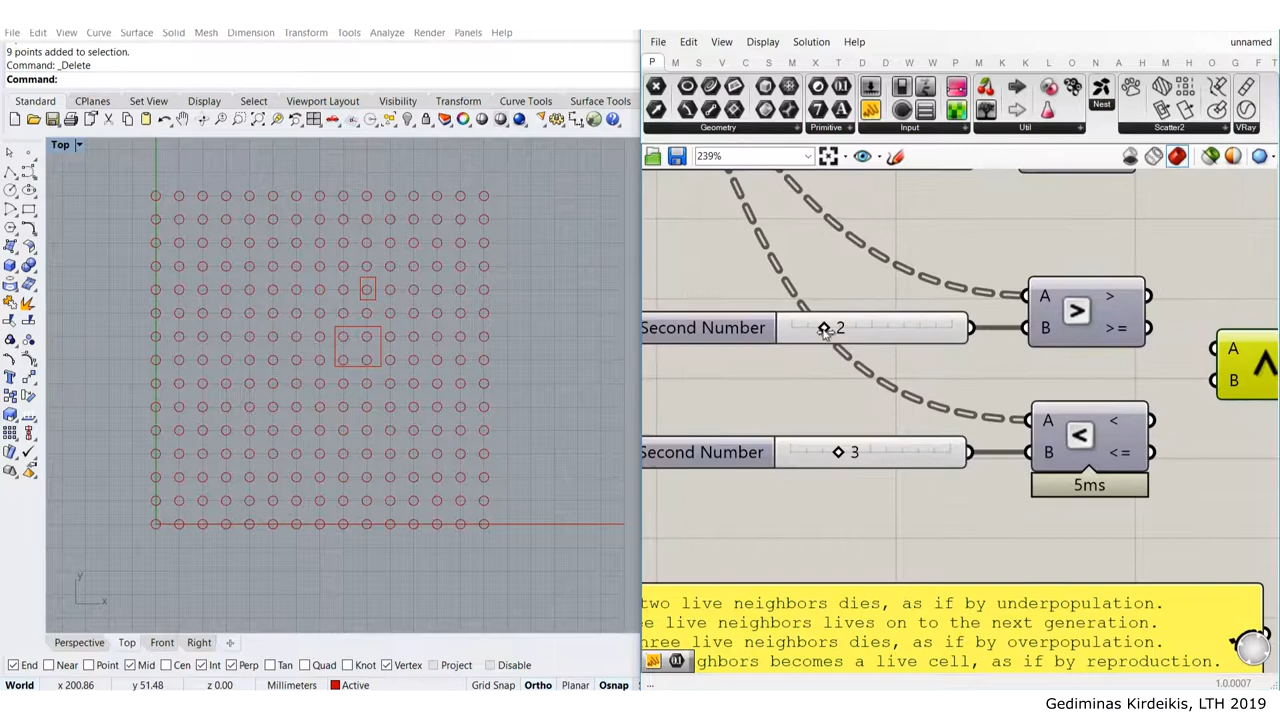 File Edit View Curve Surface Solid Mesh Dimension Transform Tools Analyze Render Panels Help
9 points added to selection.
Command: _Delete
Command:
Standard CPlanes Set View Display Select Viewport Layout Visibility Transform Curve Tools Surface Tools
Top
y
x
Perspective Top Front Right
End Near Point Mid Cen Int Perp Tan Quad Knot Vertex Project Disable
World x 200.86 y 51.48 z 0.00 Millimeters Active Grid Snap Ortho Planar Osnap
File Edit View Display Solution Help unnamed
P M S V C S M X T D A K E P M C L O N P M S L O G F T
Nest
Geometry Primitive Input Util Scatter2 VRay
239%
A >
Second Number 2 B >=
A
B
A <
Second Number 3 B <=
5ms
two live neighbors dies, as if by underpopulation.
e live neighbors lives on to the next generation.
hree live neighbors dies, as if by overpopulation.
ghbors becomes a live cell, as if by reproduction.
... 1.0.0007
Gediminas Kirdeikis, LTH 2019